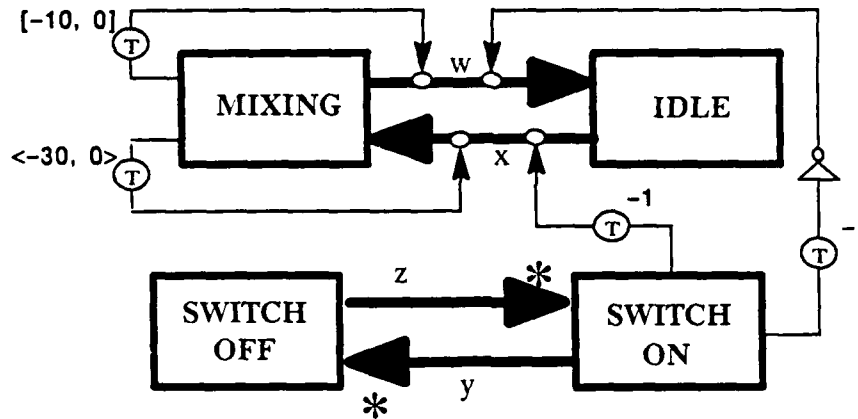 [-10, 0]
T
MIXING
w
IDLE
<-30, 0>
T
x
-1
T
-
T
z
*
SWITCH
OFF
SWITCH
ON
y
*